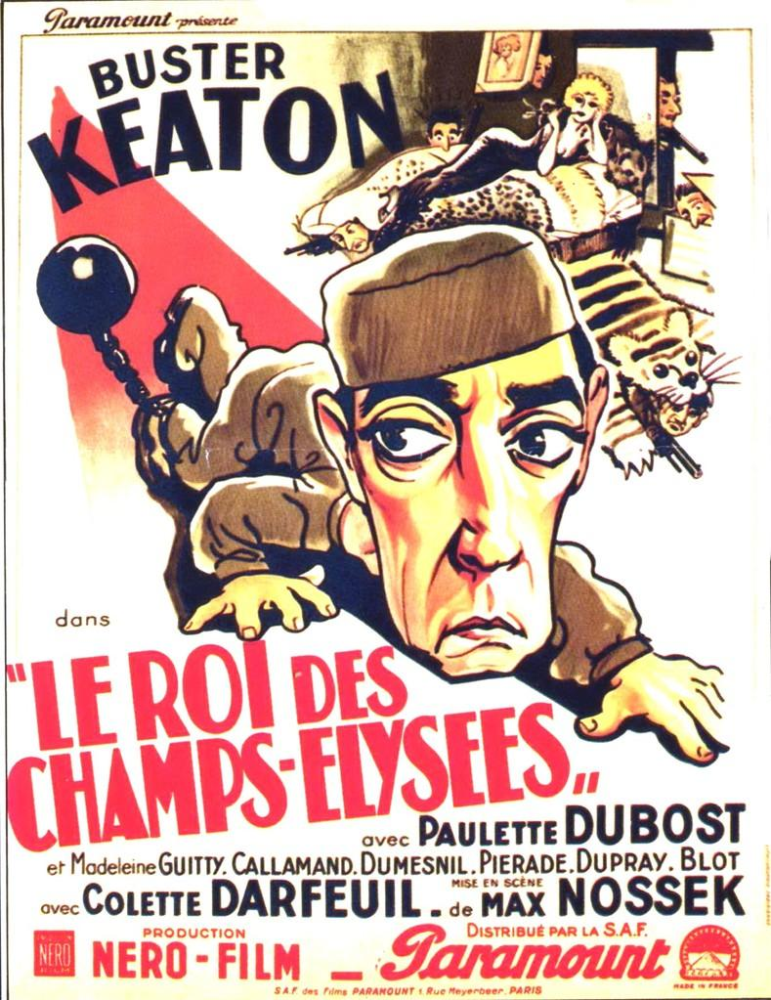 Paramount présente
BUSTER
KEATON
dans
"LE ROI DES
CHAMPS-ELYSEES"
avec PAULETTE DUBOST
et Madeleine GUITTY. CALLAMAND. DUMESNIL. PIERADE. DUPRAY. BLOT
MISE EN SCÈNE
avec COLETTE DARFEUIL - de MAX NOSSEK
NERO
PRODUCTION
NERO-FILM -
DISTRIBUÉ PAR LA S.A.F.
Paramount
S.A.F. des Films PARAMOUNT 1. Rue Meyerbeer. PARIS
MADE IN FRANCE